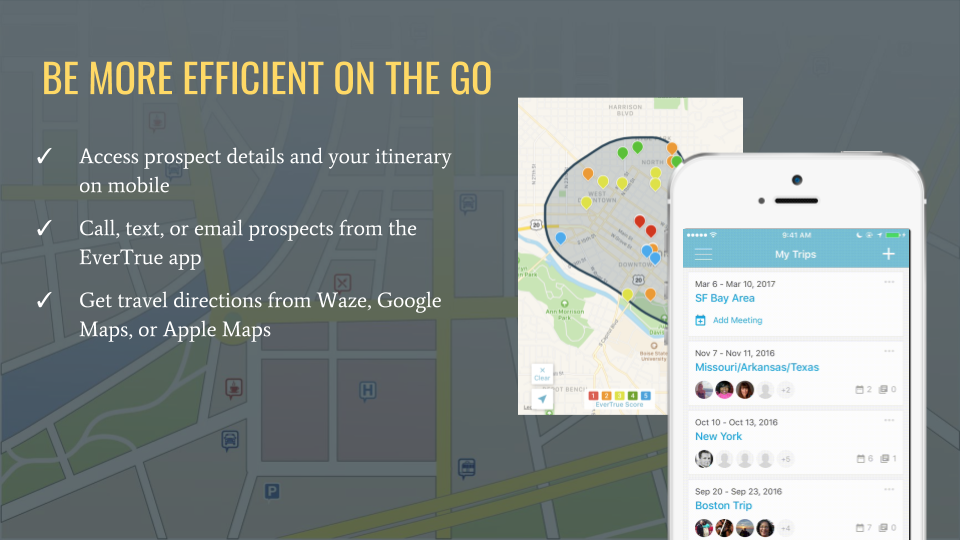 BE MORE EFFICIENT ON THE GO
✓ Access prospect details and your itinerary
on mobile
✓ Call, text, or email prospects from the
EverTrue app
✓ Get travel directions from Waze, Google
Maps, or Apple Maps
HARRISON
BLVD
NORTH
WEST
DOWNTOWN
20
DOWNTOWN
20
Ann Morrison
Park
S Capitol Blvd
Boise State
University
Clear
1 2 3 4 5
EverTrue Score
H
P
9:41 AM
My Trips
Mar 6 - Mar 10, 2017
SF Bay Area
Add Meeting
Nov 7 - Nov 11, 2016
Missouri/Arkansas/Texas
+2
2 0
Oct 10 - Oct 13, 2016
New York
+5
6 1
Sep 20 - Sep 23, 2016
Boston Trip
+4
7 0